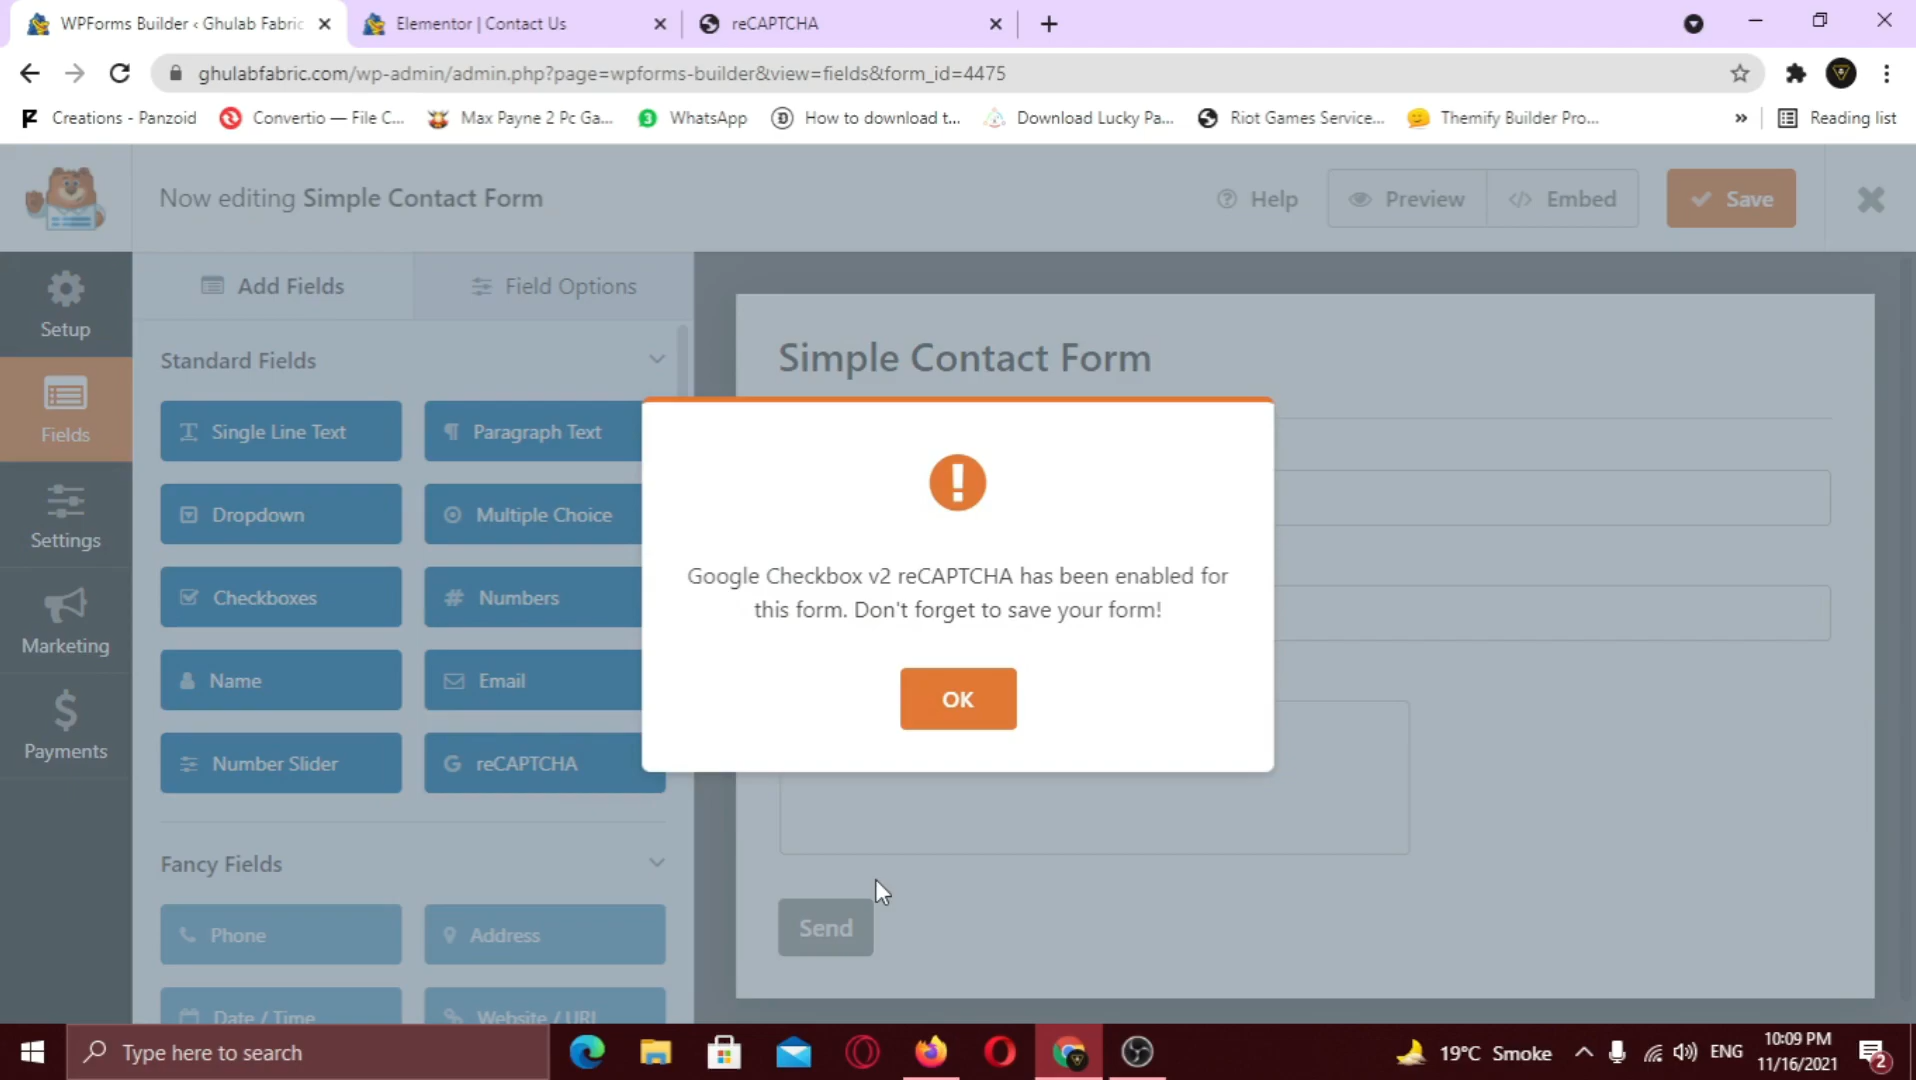 WPForms Builder ‹ Ghulab Fabric
Elementor | Contact Us
reCAPTCHA
ghulabfabric.com/wp-admin/admin.php?page=wpforms-builder&view=fields&form_id=4475
Creations - Panzoid
Convertio — File C...
Max Payne 2 Pc Ga...
3
WhatsApp
How to download t...
Download Lucky Pa...
Riot Games Service...
Themify Builder Pro...
»
Reading list
Now editing Simple Contact Form
Help
Preview
Embed
Save
Setup
Fields
Settings
Marketing
Payments
Add Fields
Field Options
Standard Fields
Single Line Text
Paragraph Text
Dropdown
Multiple Choice
Checkboxes
Numbers
Name
Email
Number Slider
reCAPTCHA
Fancy Fields
Phone
Address
Date / Time
Website / URL
Simple Contact Form
Google Checkbox v2 reCAPTCHA has been enabled for
this form. Don't forget to save your form!
OK
Send
Type here to search
19°C Smoke
ENG
10:09 PM
11/16/2021
2